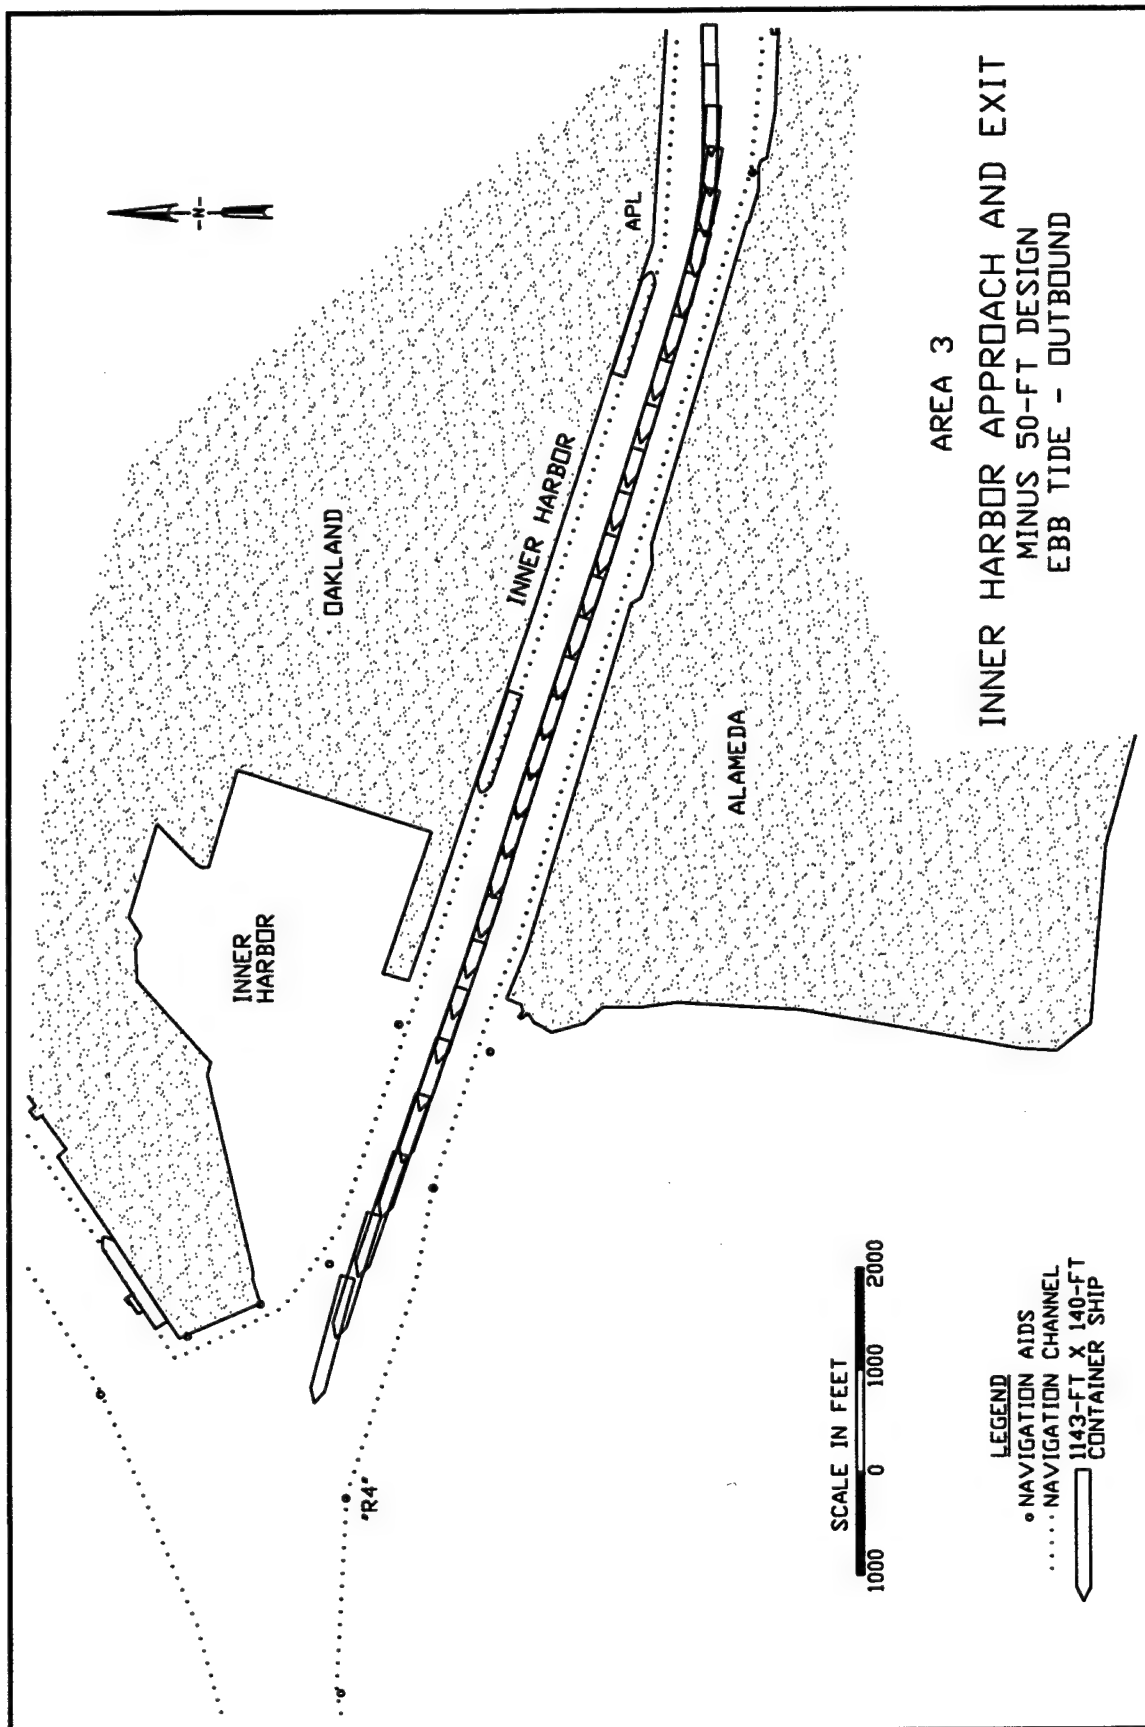 -N-
APL
OAKLAND
INNER HARBOR
INNER
HARBOR
ALAMEDA
"R4"
AREA 3
INNER HARBOR APPROACH AND EXIT
MINUS 50-FT DESIGN
EBB TIDE - OUTBOUND
SCALE IN FEET
1000 0 1000 2000
LEGEND
NAVIGATION AIDS
NAVIGATION CHANNEL
1143-FT X 140-FT
CONTAINER SHIP